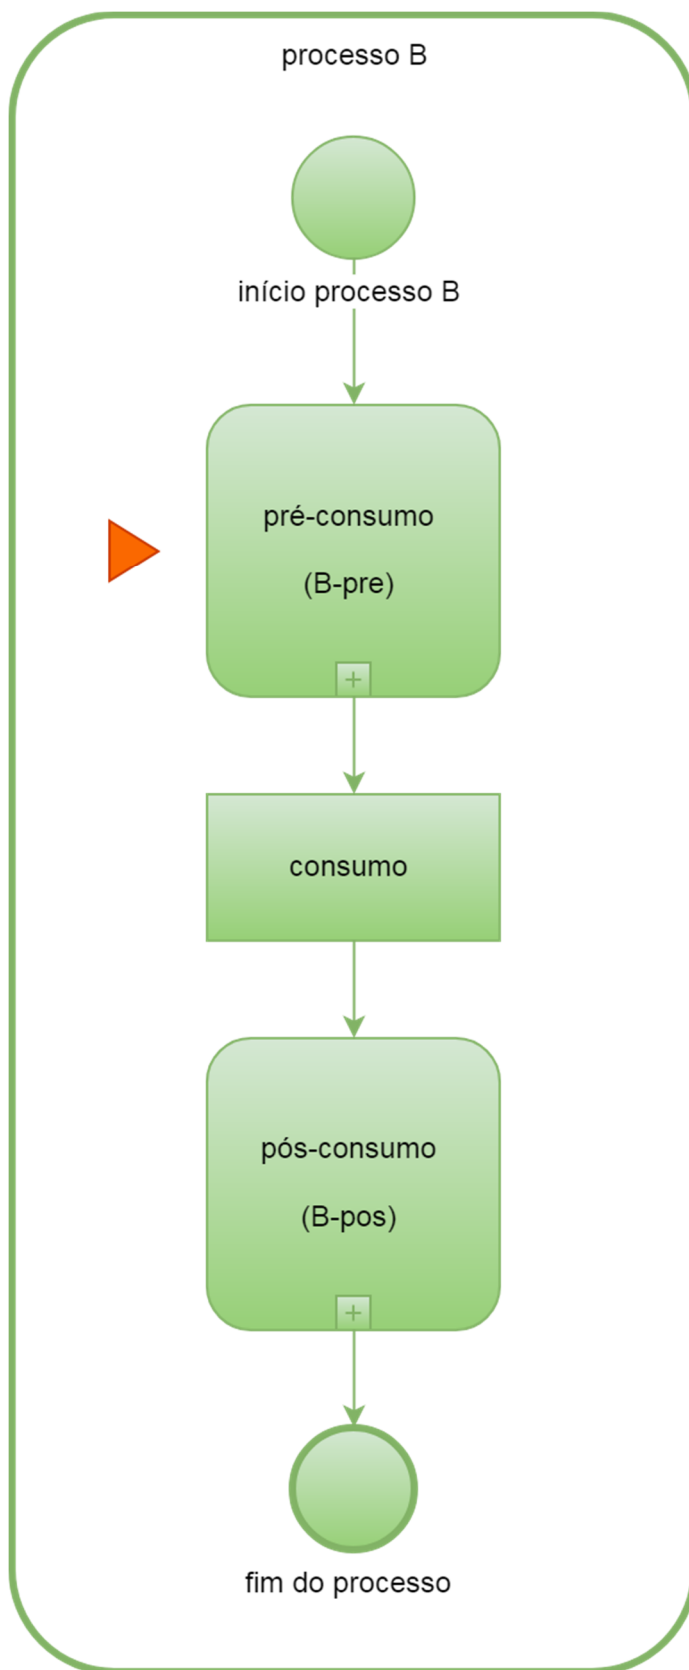 processo B
início processo B
pré-consumo
(B-pre)
+
consumo
pós-consumo
(B-pos)
+
fim do processo